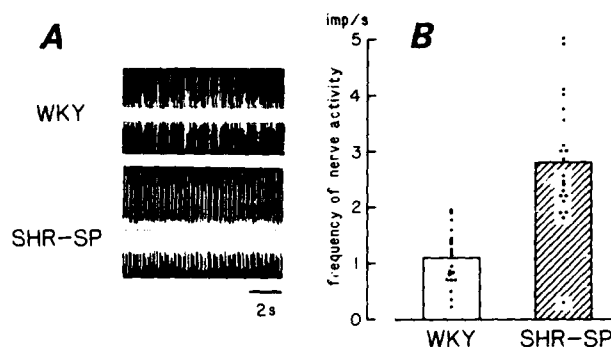 A
WKY
SHR-SP
2s
imp/s
B
frequency of nerve activity
5
4
3
2
1
0
WKY
SHR-SP